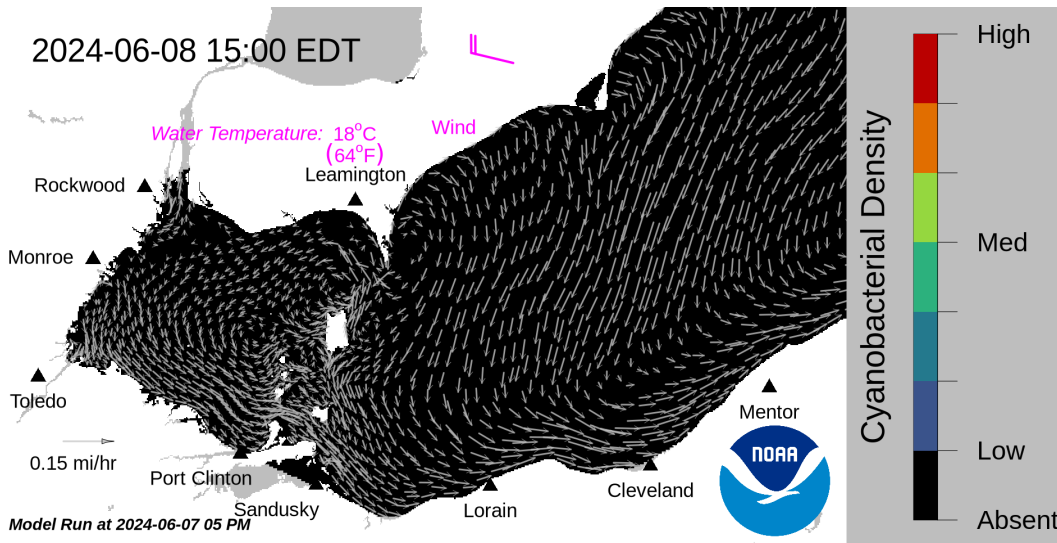 2024-06-08 15:00 EDT
High
Cyanobacterial Density
Wind
Water Temperature: 18°C
(64°F)
Leamington
Rockwood
Monroe
Med
Toledo
Mentor
NOAA
0.15 mi/hr
Port Clinton
Low
Cleveland
Sandusky
Lorain
Model Run at 2024-06-07 05 PM
Absent